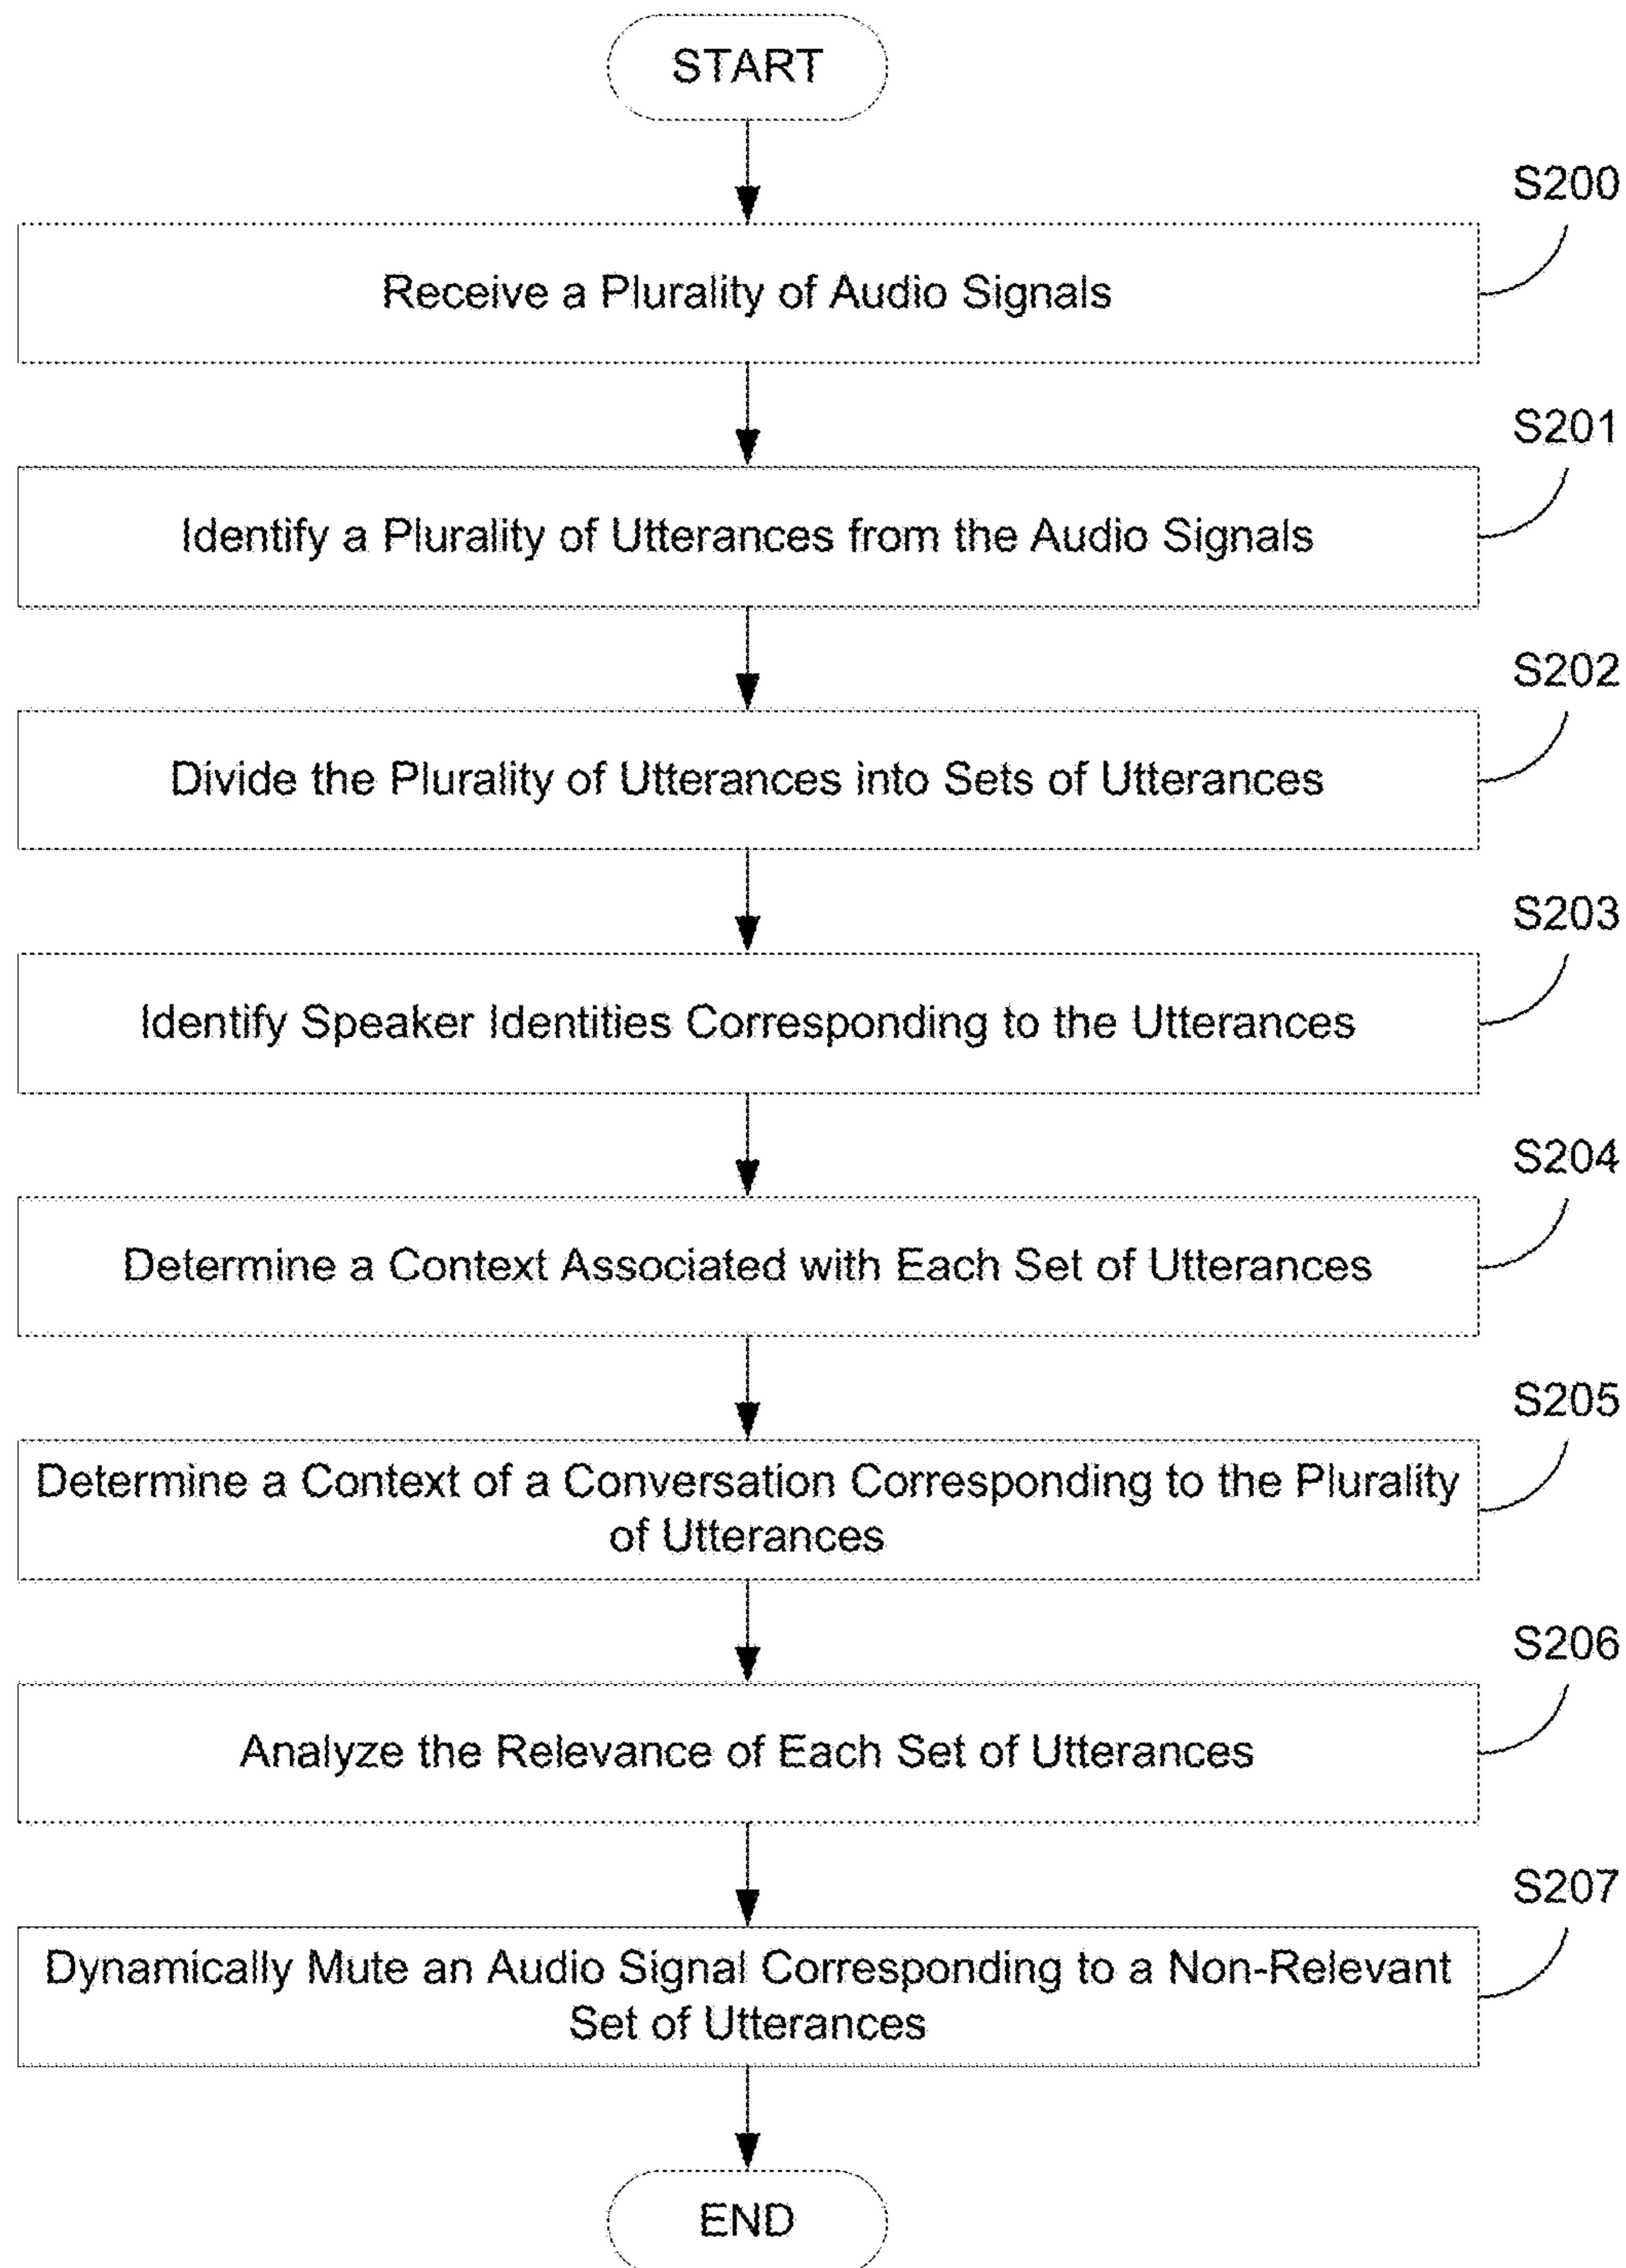 START
S200
Receive a Plurality of Audio Signals
S201
Identify a Plurality of Utterances from the Audio Signals
S202
Divide the Plurality of Utterances into Sets of Utterances
S203
Identify Speaker Identities Corresponding to the Utterances
S204
Determine a Context Associated with Each Set of Utterances
S205
Determine a Context of a Conversation Corresponding to the Plurality
of Utterances
S206
Analyze the Relevance of Each Set of Utterances
S207
Dynamically Mute an Audio Signal Corresponding to a Non-Relevant
Set of Utterances
END